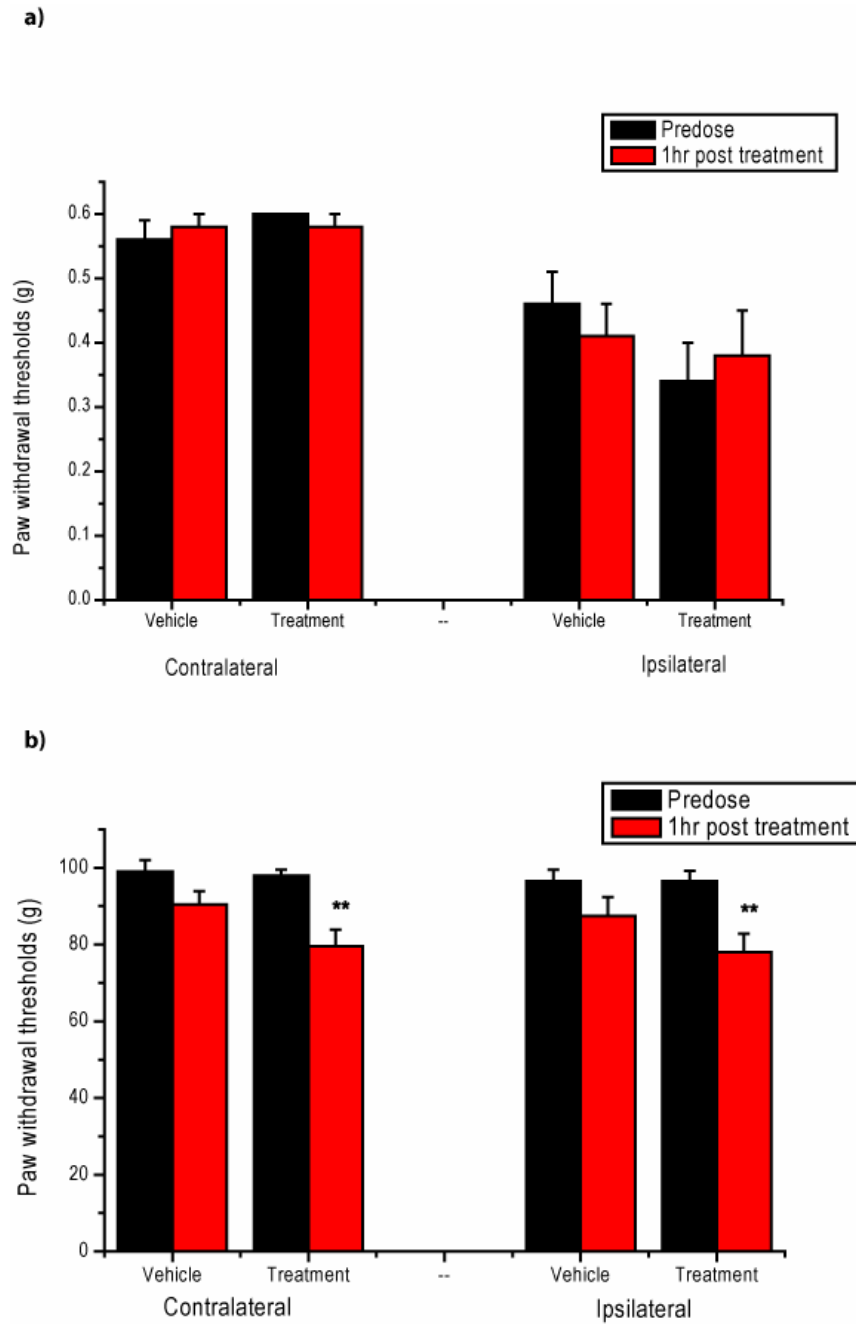 a)
Predose
1hr post treatment
Paw withdrawal thresholds (g)
0.6
0.5
0.4
0.3
0.2
0.1
0.0
Vehicle Treatment -- Vehicle Treatment
Contralateral Ipsilateral
b)
Predose
1hr post treatment
Paw withdrawal thresholds (g)
100
80
60
40
20
0
** **
Vehicle Treatment -- Vehicle Treatment
Contralateral Ipsilateral